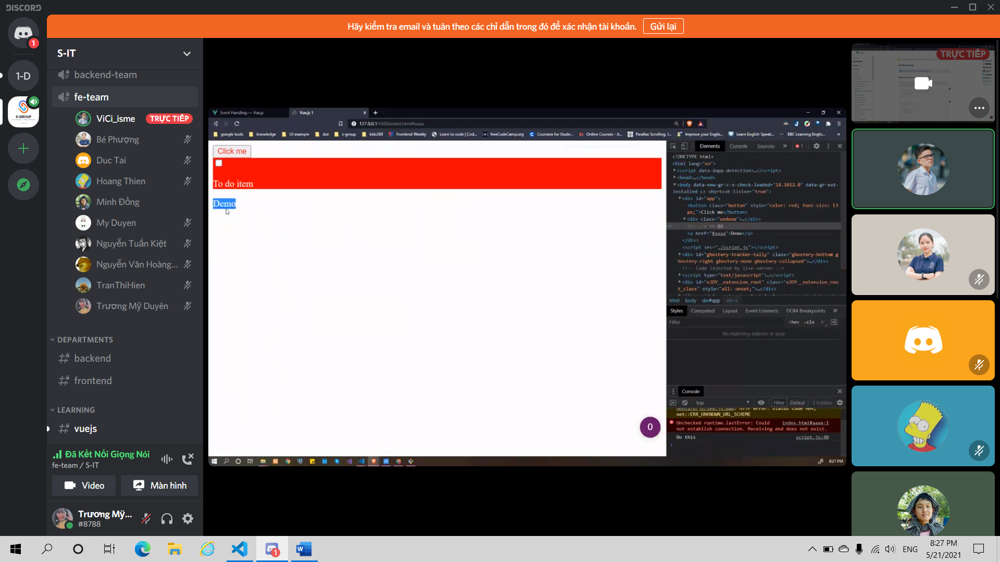 DISCORD
Hãy kiểm tra email và tuân theo các chỉ dẫn trong đó để xác nhận tài khoản. Gửi lại
1
1-D
S-GROUP
S-IT
backend-team
fe-team
ViCi_isme TRỰC TIẾP
Bé Phượng
Duc Tai
Hoang Thien
Minh Đồng
My Duyen
Nguyễn Tuấn Kiệt
Nguyễn Văn Hoàng...
TranThiHien
Trương Mỹ Duyên
DEPARTMENTS
backend
frontend
LEARNING
vuejs
Đã Kết Nối Giọng Nói
fe-team / S-IT
Video Màn hình
Trương Mỹ...
#8788
Event Handling — Vue.js Vue.js 1
127.0.0.1:5500/index.html#aaaa
google tools knowledge UI example dut s-group kids360 Frontend Weekly Learn to code | Cod... freeCodeCamp.org Coursera for Stude... Online Courses - A... Parallax Scrolling, J... Improve your Englis... Learn English Speak... BBC Learning English...
Click me
To do item
Demo
0
Elements Console Sources » 1
<!DOCTYPE html>
<html lang="en">
<script data-dapp-detection>…</script>
<head>…</head>
<body data-new-gr-c-s-check-loaded="14.1012.0" data-gr-ext-
installed cz-shortcut-listen="true">
<div id="app">
<button class="button" style="color: red; font-size: 13
px;">Click me</button>
<div class="undone">…</div>
<!----> == $0
<a href="#aaaa">Demo</a>
</div>
<script src="./script.js"></script>
<div id="ghostery-tracker-tally" class="ghostery-bottom g
hostery-right ghostery-none ghostery-collapsed">…</div>
<!-- Code injected by live-server -->
<script type="text/javascript">…</script>
<div id="eJOY__extension_root" class="eJOY__extension_roo
t_class" style="all: unset;">…</div>
html body div#app <!-->
Styles Computed Layout Event Listeners DOM Breakpoints »
Filter :hov .cls +
No matching selector or style
Console
top Filter Defaul 3 hidden
net::ERR_UNKNOWN_URL_SCHEME
Unchecked runtime.lastError: Could index.html#aaaa:1
not establish connection. Receiving end does not exist.
Do this script.js:40
8:27 PM
TRỰC TIẾP
List Rendering
1
ENG
8:27 PM
5/21/2021